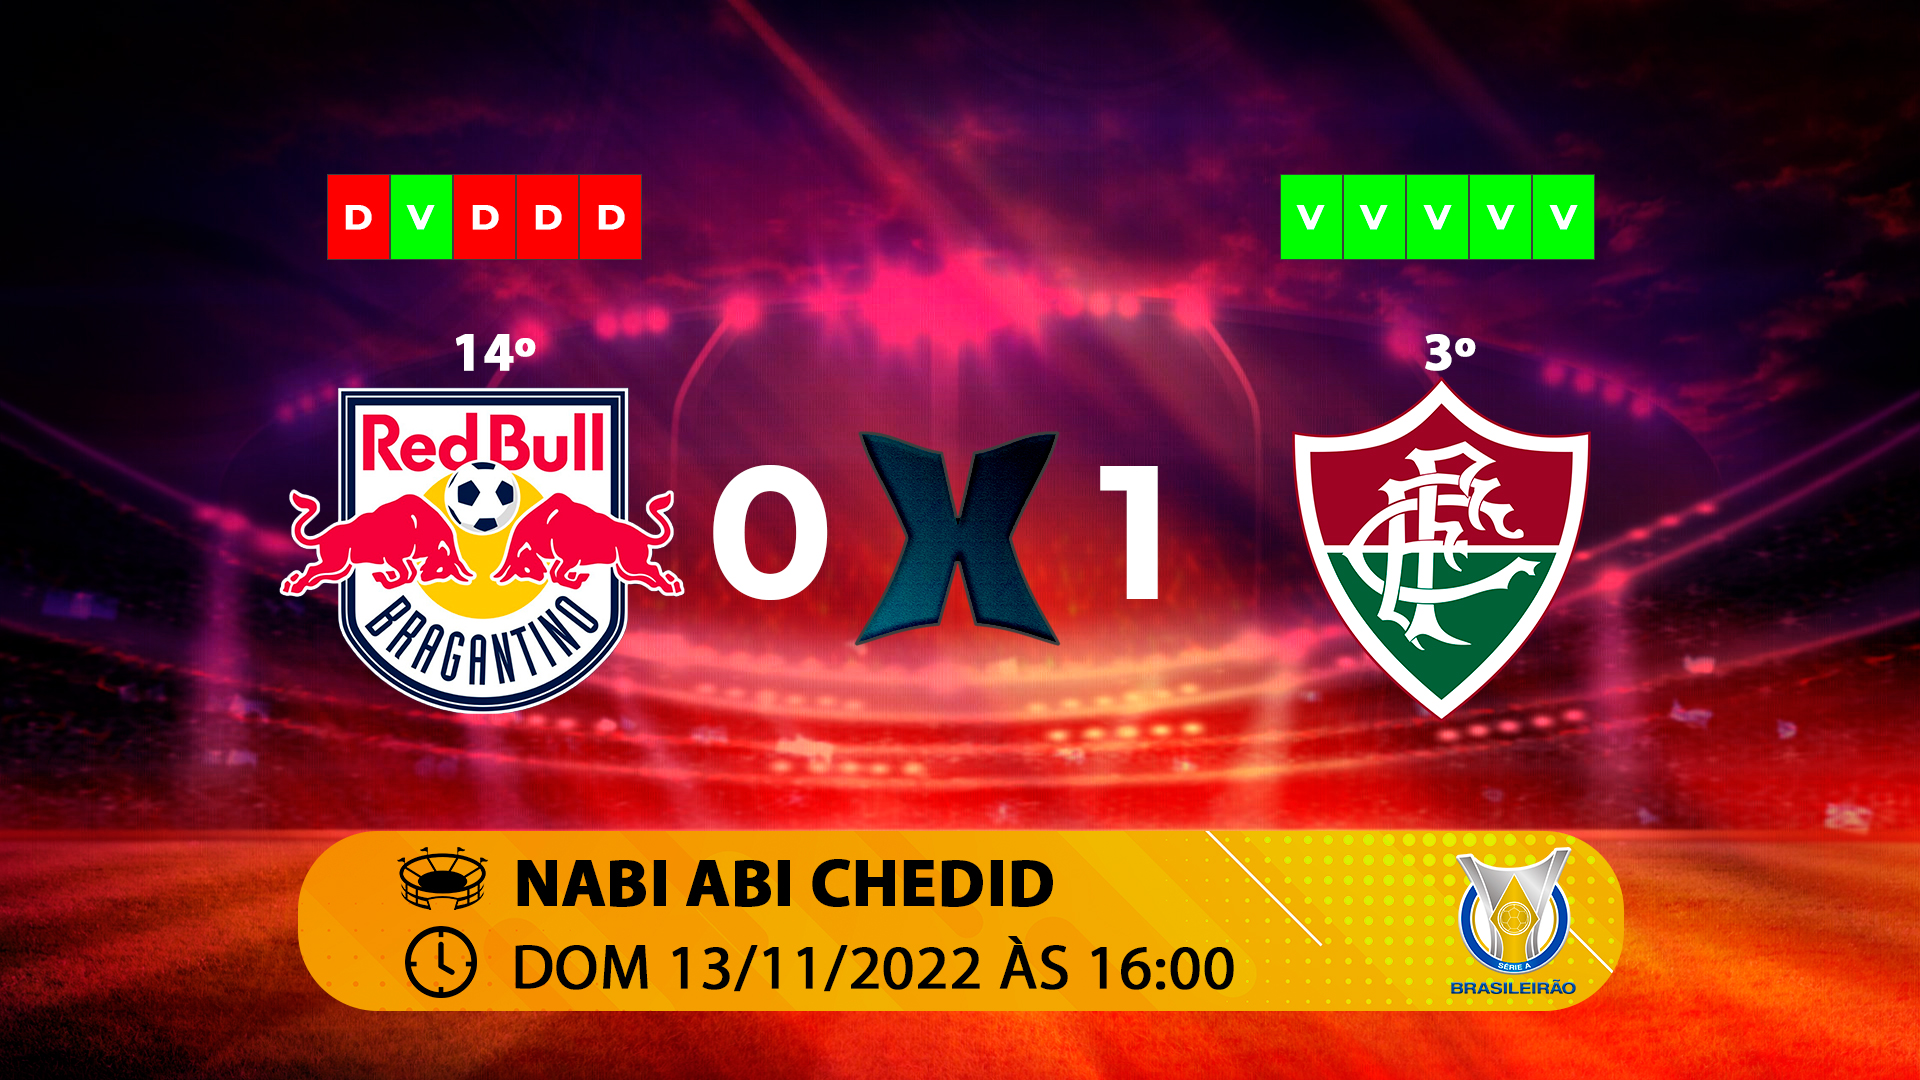 D V D D D
V V V V V
14º
3º
Red Bull
BRAGANTINO
0 X 1
FFC
NABI ABI CHEDID
DOM 13/11/2022 ÀS 16:00
SÉRIE A
BRASILEIRÃO